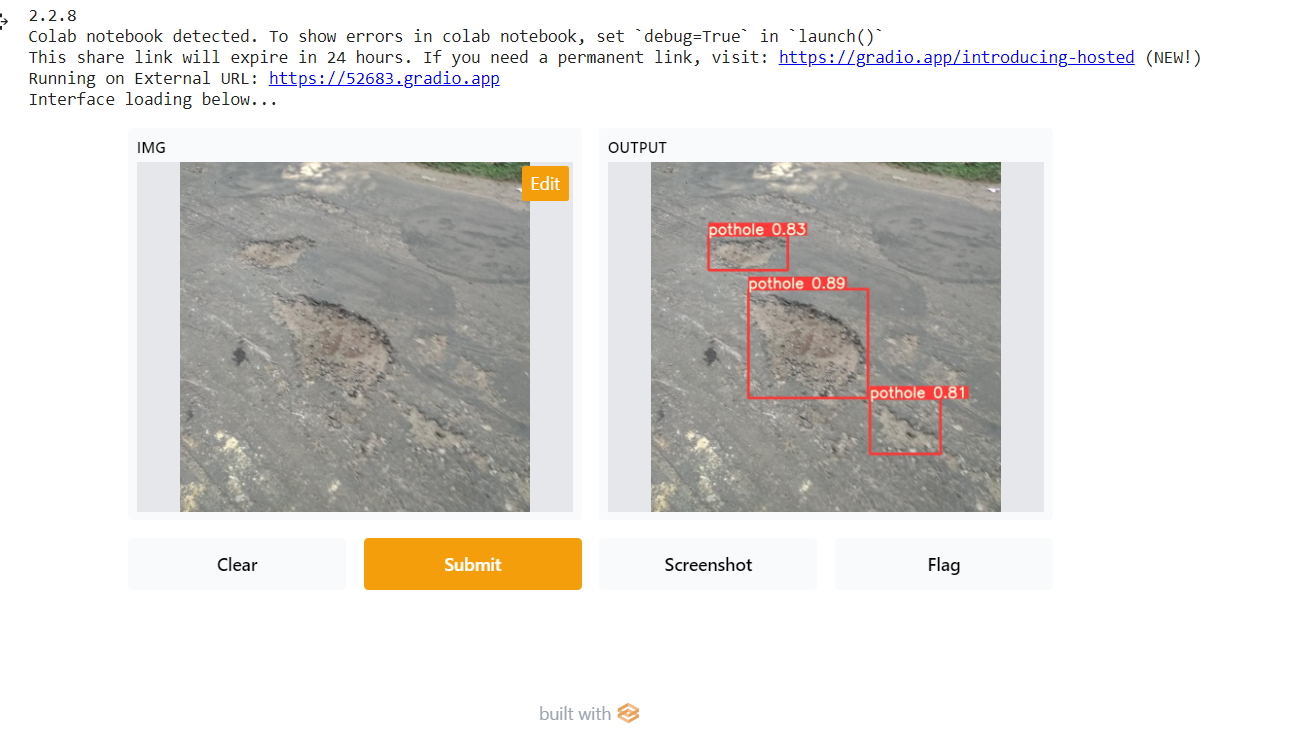 2.2.8
Colab notebook detected. To show errors in colab notebook, set `debug=True` in `launch()`
This share link will expire in 24 hours. If you need a permanent link, visit: https://gradio.app/introducing-hosted (NEW!)
Running on External URL: https://52683.gradio.app
Interface loading below...
IMG
OUTPUT
Edit
pothole 0.83
pothole 0.89
pothole 0.81
Clear
Submit
Screenshot
Flag
built with